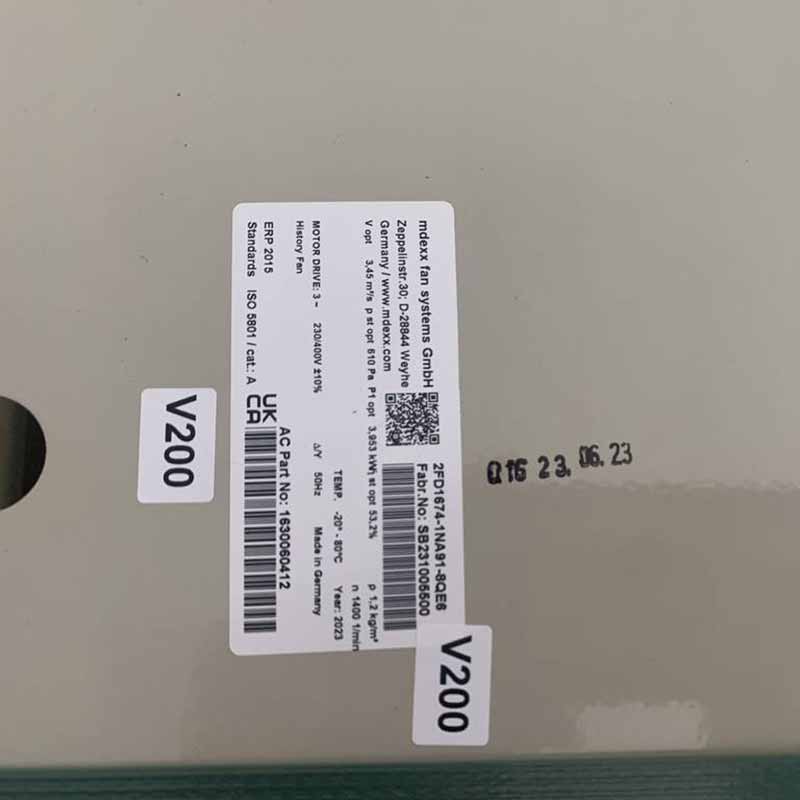 mdexx fan systems GmbH
Zeppelinstr.30; D-28844 Weyhe
Germany / www.mdexx.com
2FD1674-1NA91-8QE6
Fabr.No: SB231005500
V opt 3,45 m³/s p st opt 610 Pa P1 opt 3,953 kW η st opt 53,2% ρ 1,2 kg/m³
n 1400 1/min
TEMP. -20° - 80°C Year: 2023
MOTOR DRIVE: 3 ~ 230/400V ±10% Δ/Y 50Hz Made in Germany
History Fan
AC Part No: 1630060412
ERP 2015
Standards ISO 5801 / cat.: A
UK
CA
V200
V200
Q16 23. 06. 23